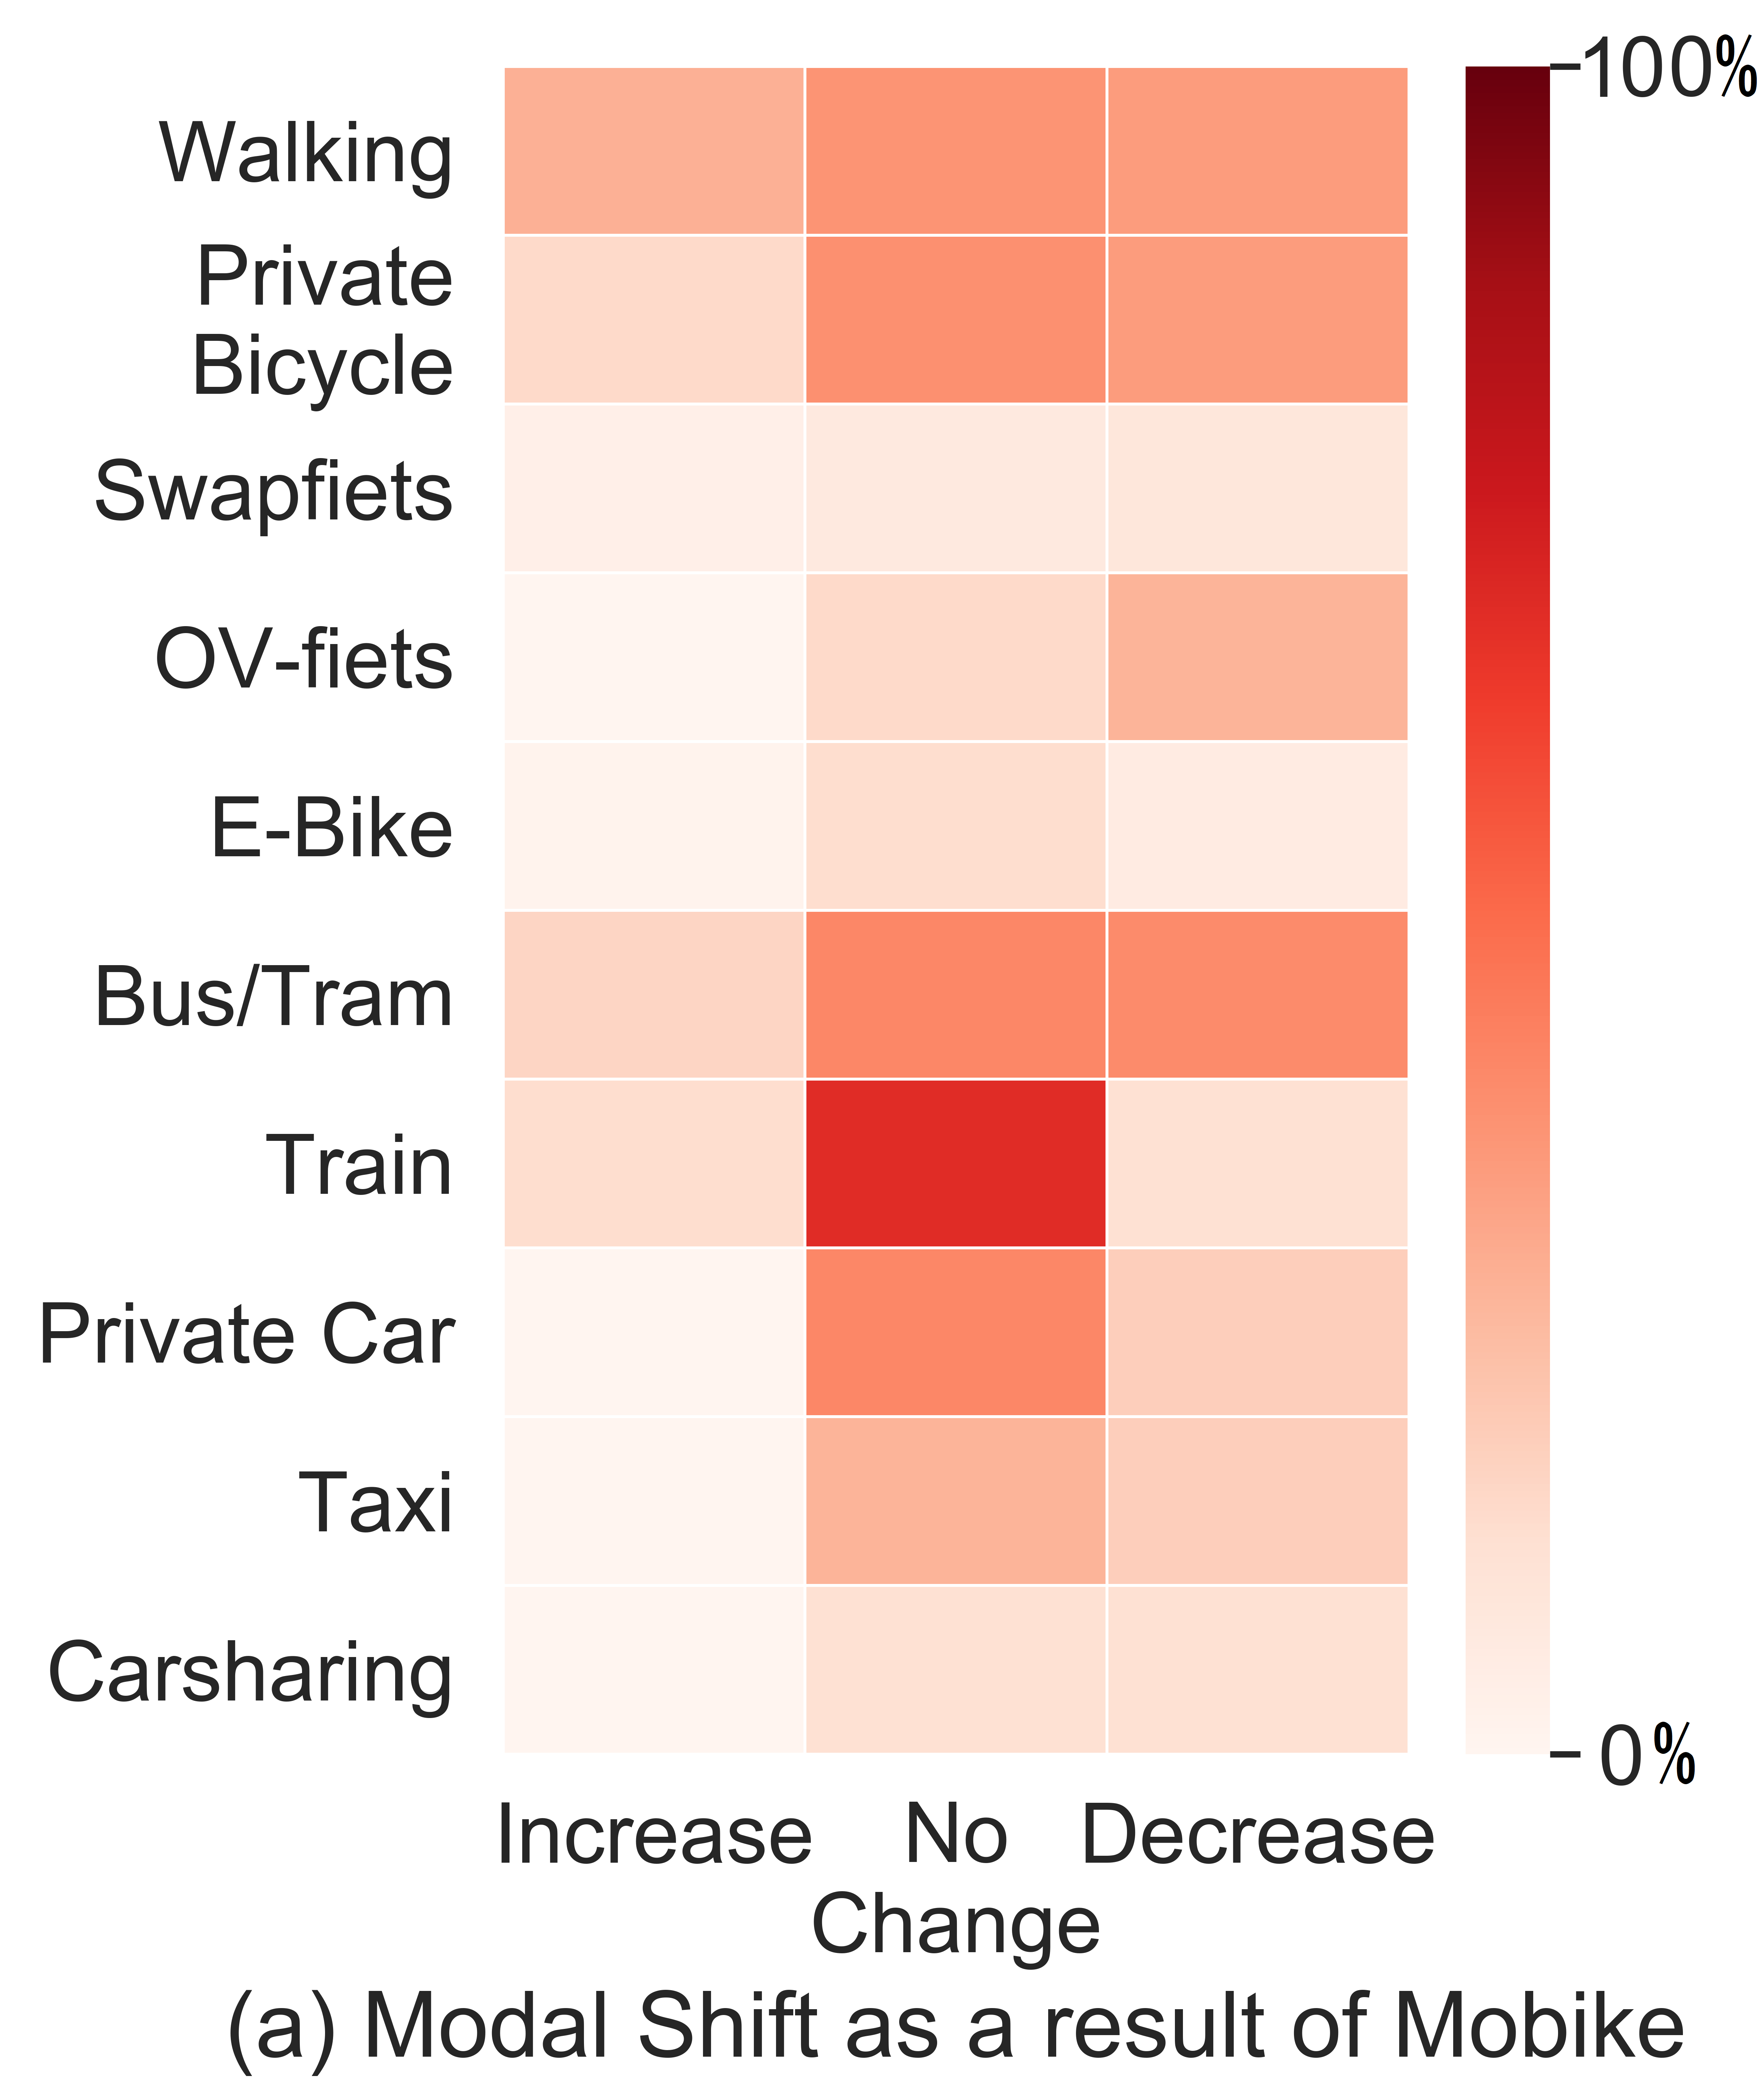 100%
Walking
Private
Bicycle
Swapfiets
OV-fiets
E-Bike
Bus/Tram
Train
Private Car
Taxi
Carsharing
0%
Increase No Decrease
Change
(a) Modal Shift as a result of Mobike